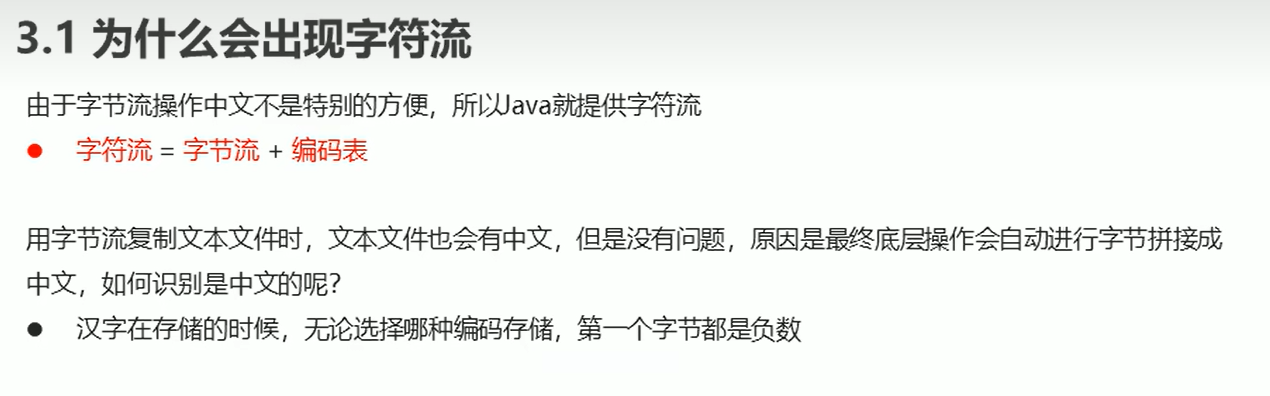 3.1 为什么会出现字符流
由于字节流操作中文不是特别的方便，所以Java就提供字符流
● 字符流 = 字节流 + 编码表
用字节流复制文本文件时，文本文件也会有中文，但是没有问题，原因是最终底层操作会自动进行字节拼接成
中文，如何识别是中文的呢？
● 汉字在存储的时候，无论选择哪种编码存储，第一个字节都是负数